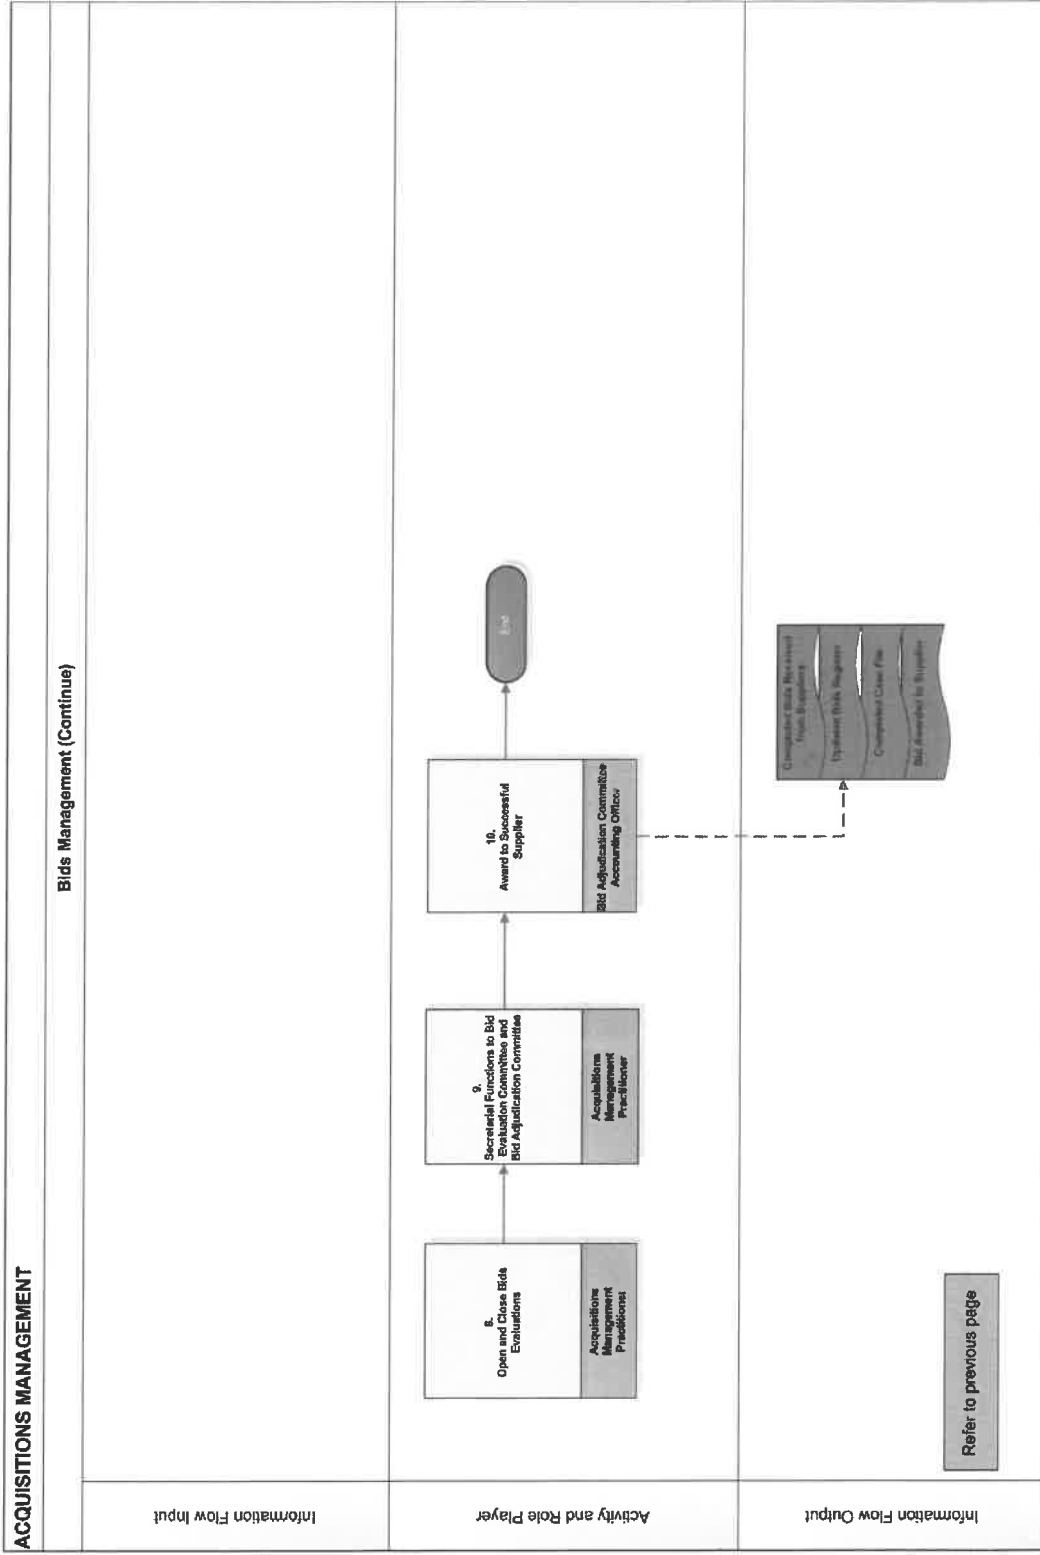 ACQUISITIONS MANAGEMENT
Bids Management (Continue)
Information Flow Input
Activity and Role Player
8.
Open and Close Bids
Evaluations
Acquisitions
Management
Practitioner
9.
Secretarial Functions to Bid
Evaluation Committee and
Bid Adjudication Committee
Acquisitions
Management
Practitioner
10.
Award to Successful
Supplier
Bid Adjudication Committee
Accounting Officer
End
Information Flow Output
Refer to previous page
Completed Bids Received
from Suppliers
Updated Bids Register
Completed Case File
Bid Awarded to Supplier